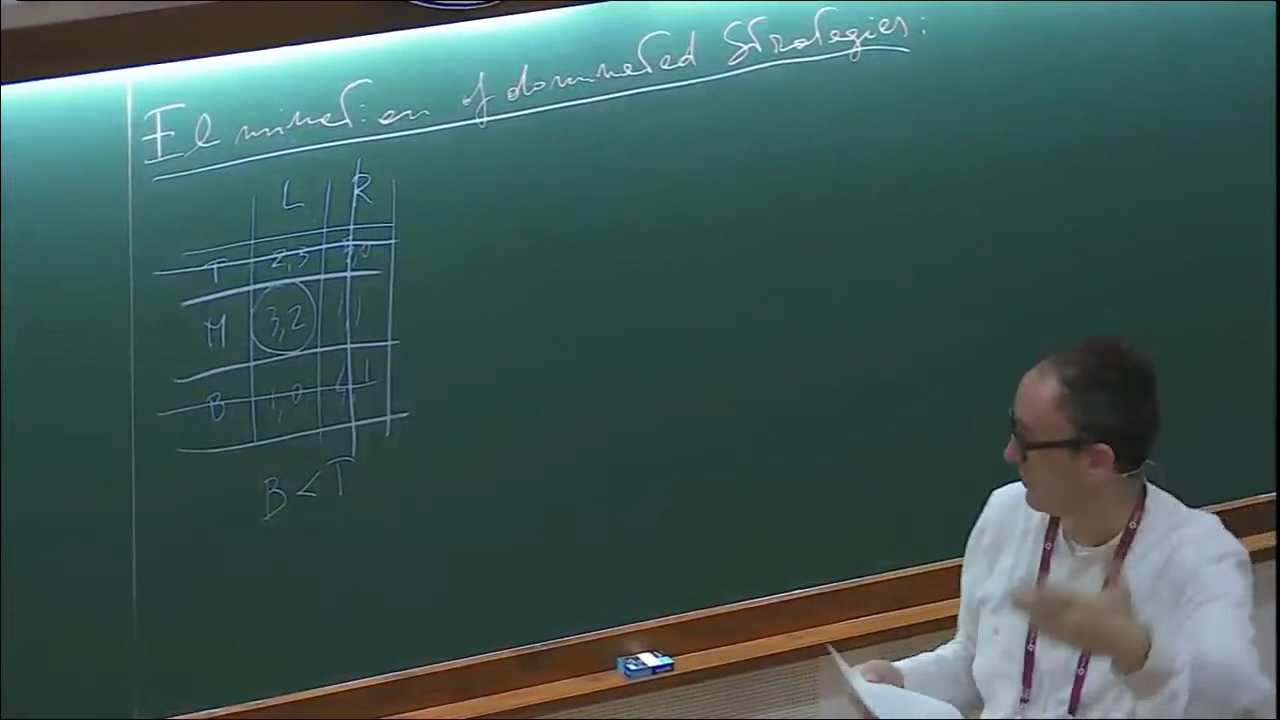 Elimination of dominated Strategies:
L R
T 2,3
M 3,2 1,1
B 1,0
B < T